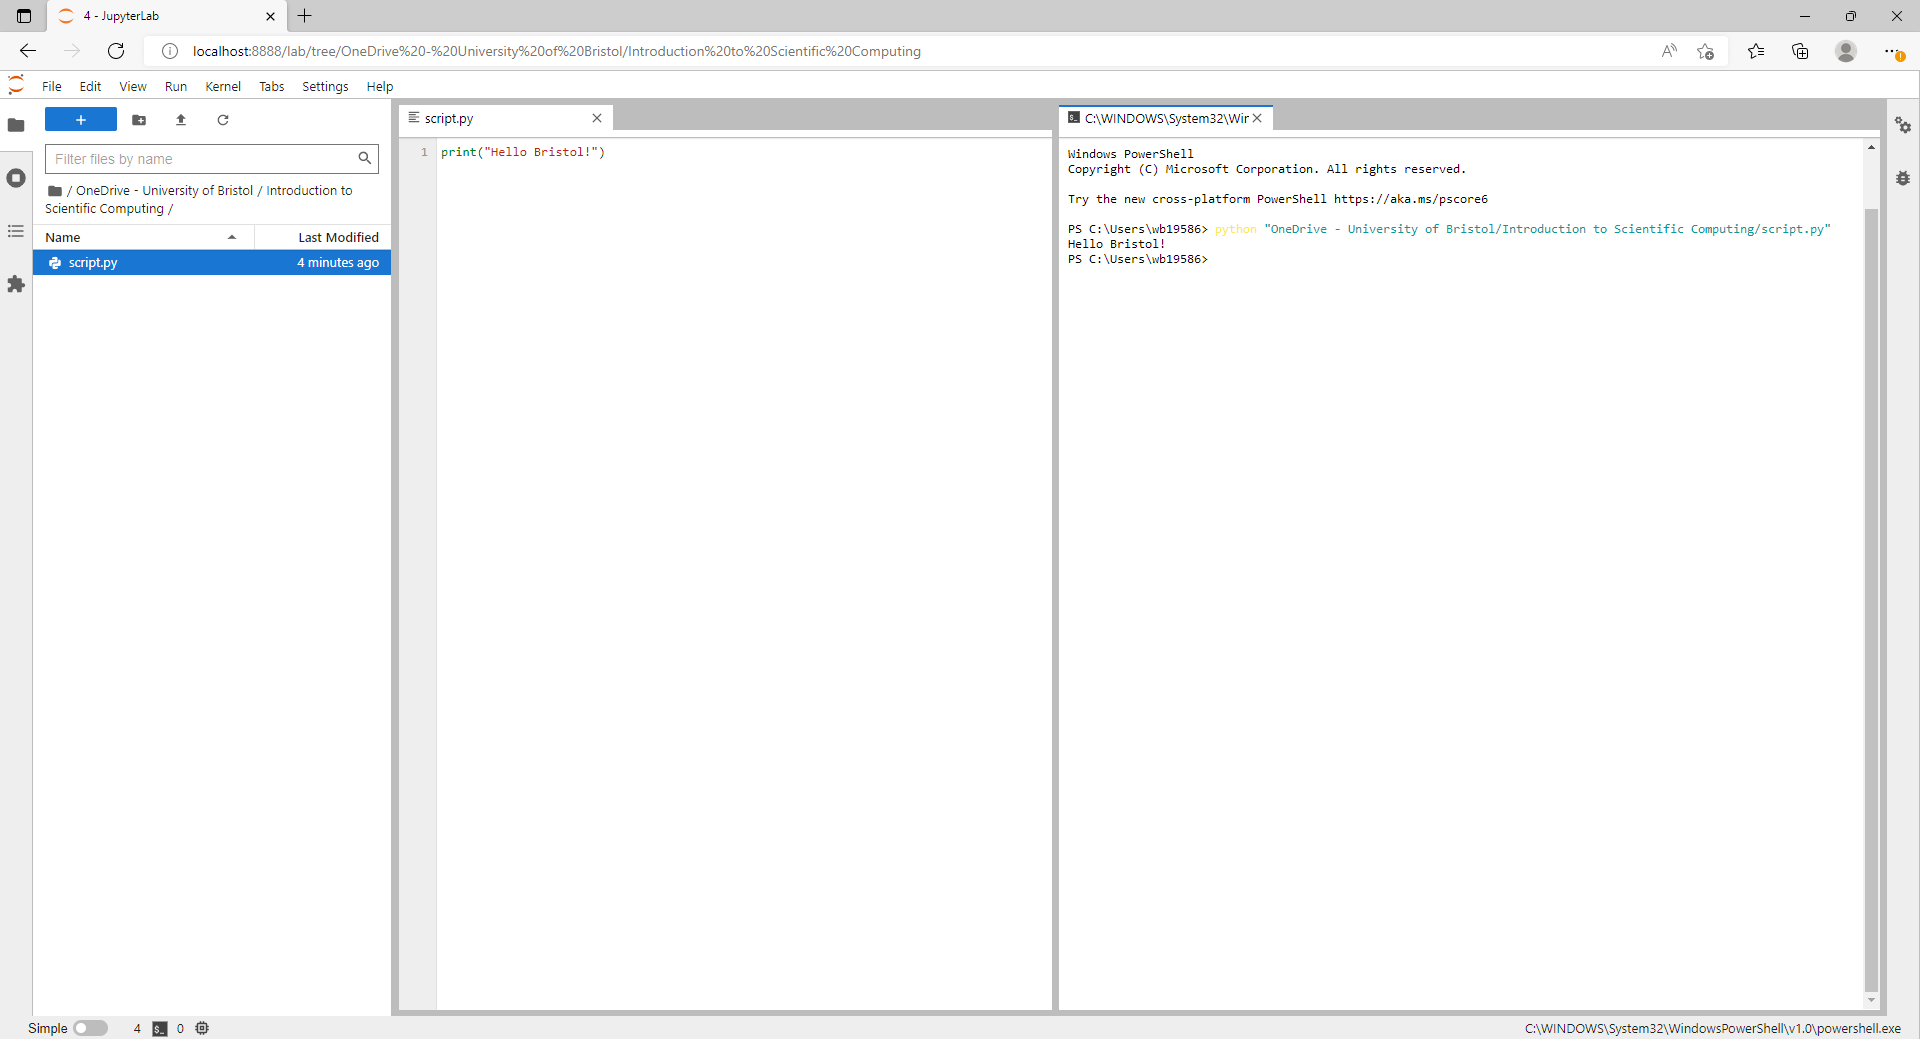 4 - JupyterLab
localhost:8888/lab/tree/OneDrive%20-%20University%20of%20Bristol/Introduction%20to%20Scientific%20Computing
File Edit View Run Kernel Tabs Settings Help
Filter files by name
/ OneDrive - University of Bristol / Introduction to
Scientific Computing /
Name Last Modified
script.py 4 minutes ago
script.py
1 print("Hello Bristol!")
C:\WINDOWS\System32\Wir
Windows PowerShell
Copyright (C) Microsoft Corporation. All rights reserved.
Try the new cross-platform PowerShell https://aka.ms/pscore6
PS C:\Users\wb19586> python "OneDrive - University of Bristol/Introduction to Scientific Computing/script.py"
Hello Bristol!
PS C:\Users\wb19586>
Simple 4 0 C:\WINDOWS\System32\WindowsPowerShell\v1.0\powershell.exe